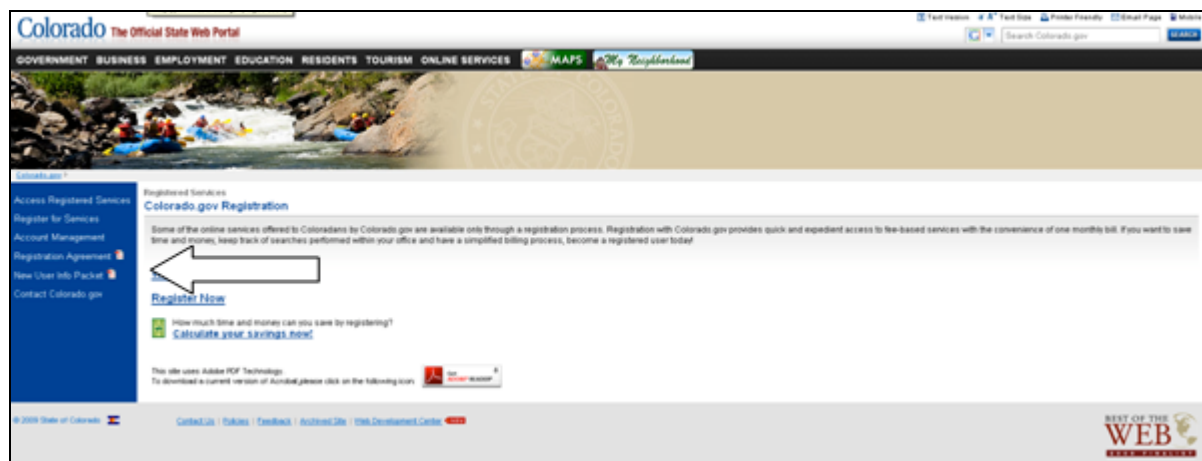 Colorado The Official State Web Portal
Text Version A A Text Size Printer Friendly Email Page Mobile
Search Colorado.gov SEARCH
GOVERNMENT BUSINESS EMPLOYMENT EDUCATION RESIDENTS TOURISM ONLINE SERVICES MAPS My Neighborhood
Colorado.gov >
Access Registered Services
Register for Services
Account Management
Registration Agreement
New User Info Packet
Contact Colorado.gov
Registered Services
Colorado.gov Registration
Some of the online services offered to Coloradans by Colorado.gov are available only through a registration process. Registration with Colorado.gov provides quick and expedient access to fee-based services with the convenience of one monthly bill. If you want to save
time and money, keep track of searches performed within your office and have a simplified billing process, become a registered user today!
Register Now
How much time and money can you save by registering?
Calculate your savings now!
This site uses Adobe PDF Technology.
To download a current version of Acrobat,please click on the following icon:
Get
ADOBE READER
© 2009 State of Colorado
Contact Us | Policies | Feedback | Archived Site | Web Development Center
BEST OF THE
WEB